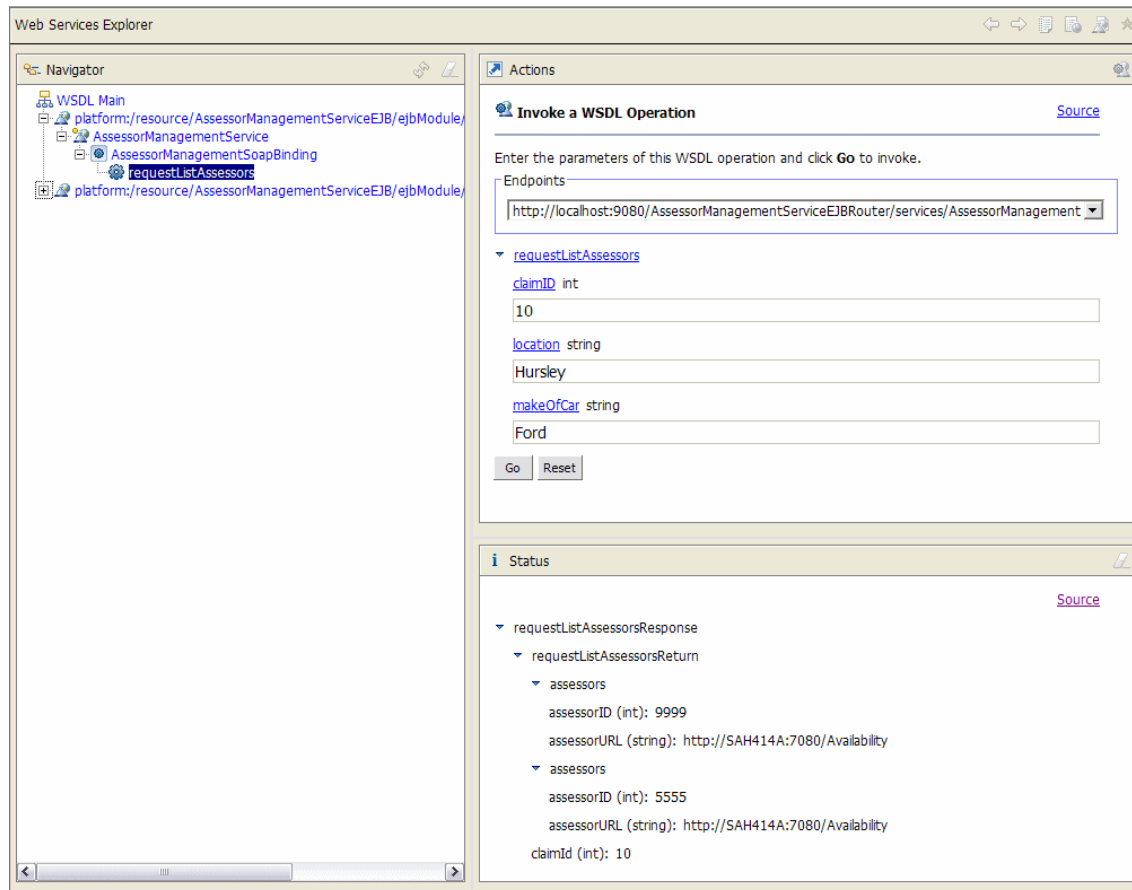 Web Services Explorer
Navigator
WSDL Main
platform:/resource/AssessorManagementServiceEJB/ejbModule/
AssessorManagementService
AssessorManagementSoapBinding
requestListAssessors
platform:/resource/AssessorManagementServiceEJB/ejbModule/
Actions
Invoke a WSDL Operation
Source
Enter the parameters of this WSDL operation and click Go to invoke.
Endpoints
http://localhost:9080/AssessorManagementServiceEJBRouter/services/AssessorManagement
requestListAssessors
claimID int
10
location string
Hursley
makeOfCar string
Ford
Go Reset
i Status
Source
requestListAssessorsResponse
requestListAssessorsReturn
assessors
assessorID (int): 9999
assessorURL (string): http://SAH414A:7080/Availability
assessors
assessorID (int): 5555
assessorURL (string): http://SAH414A:7080/Availability
claimId (int): 10